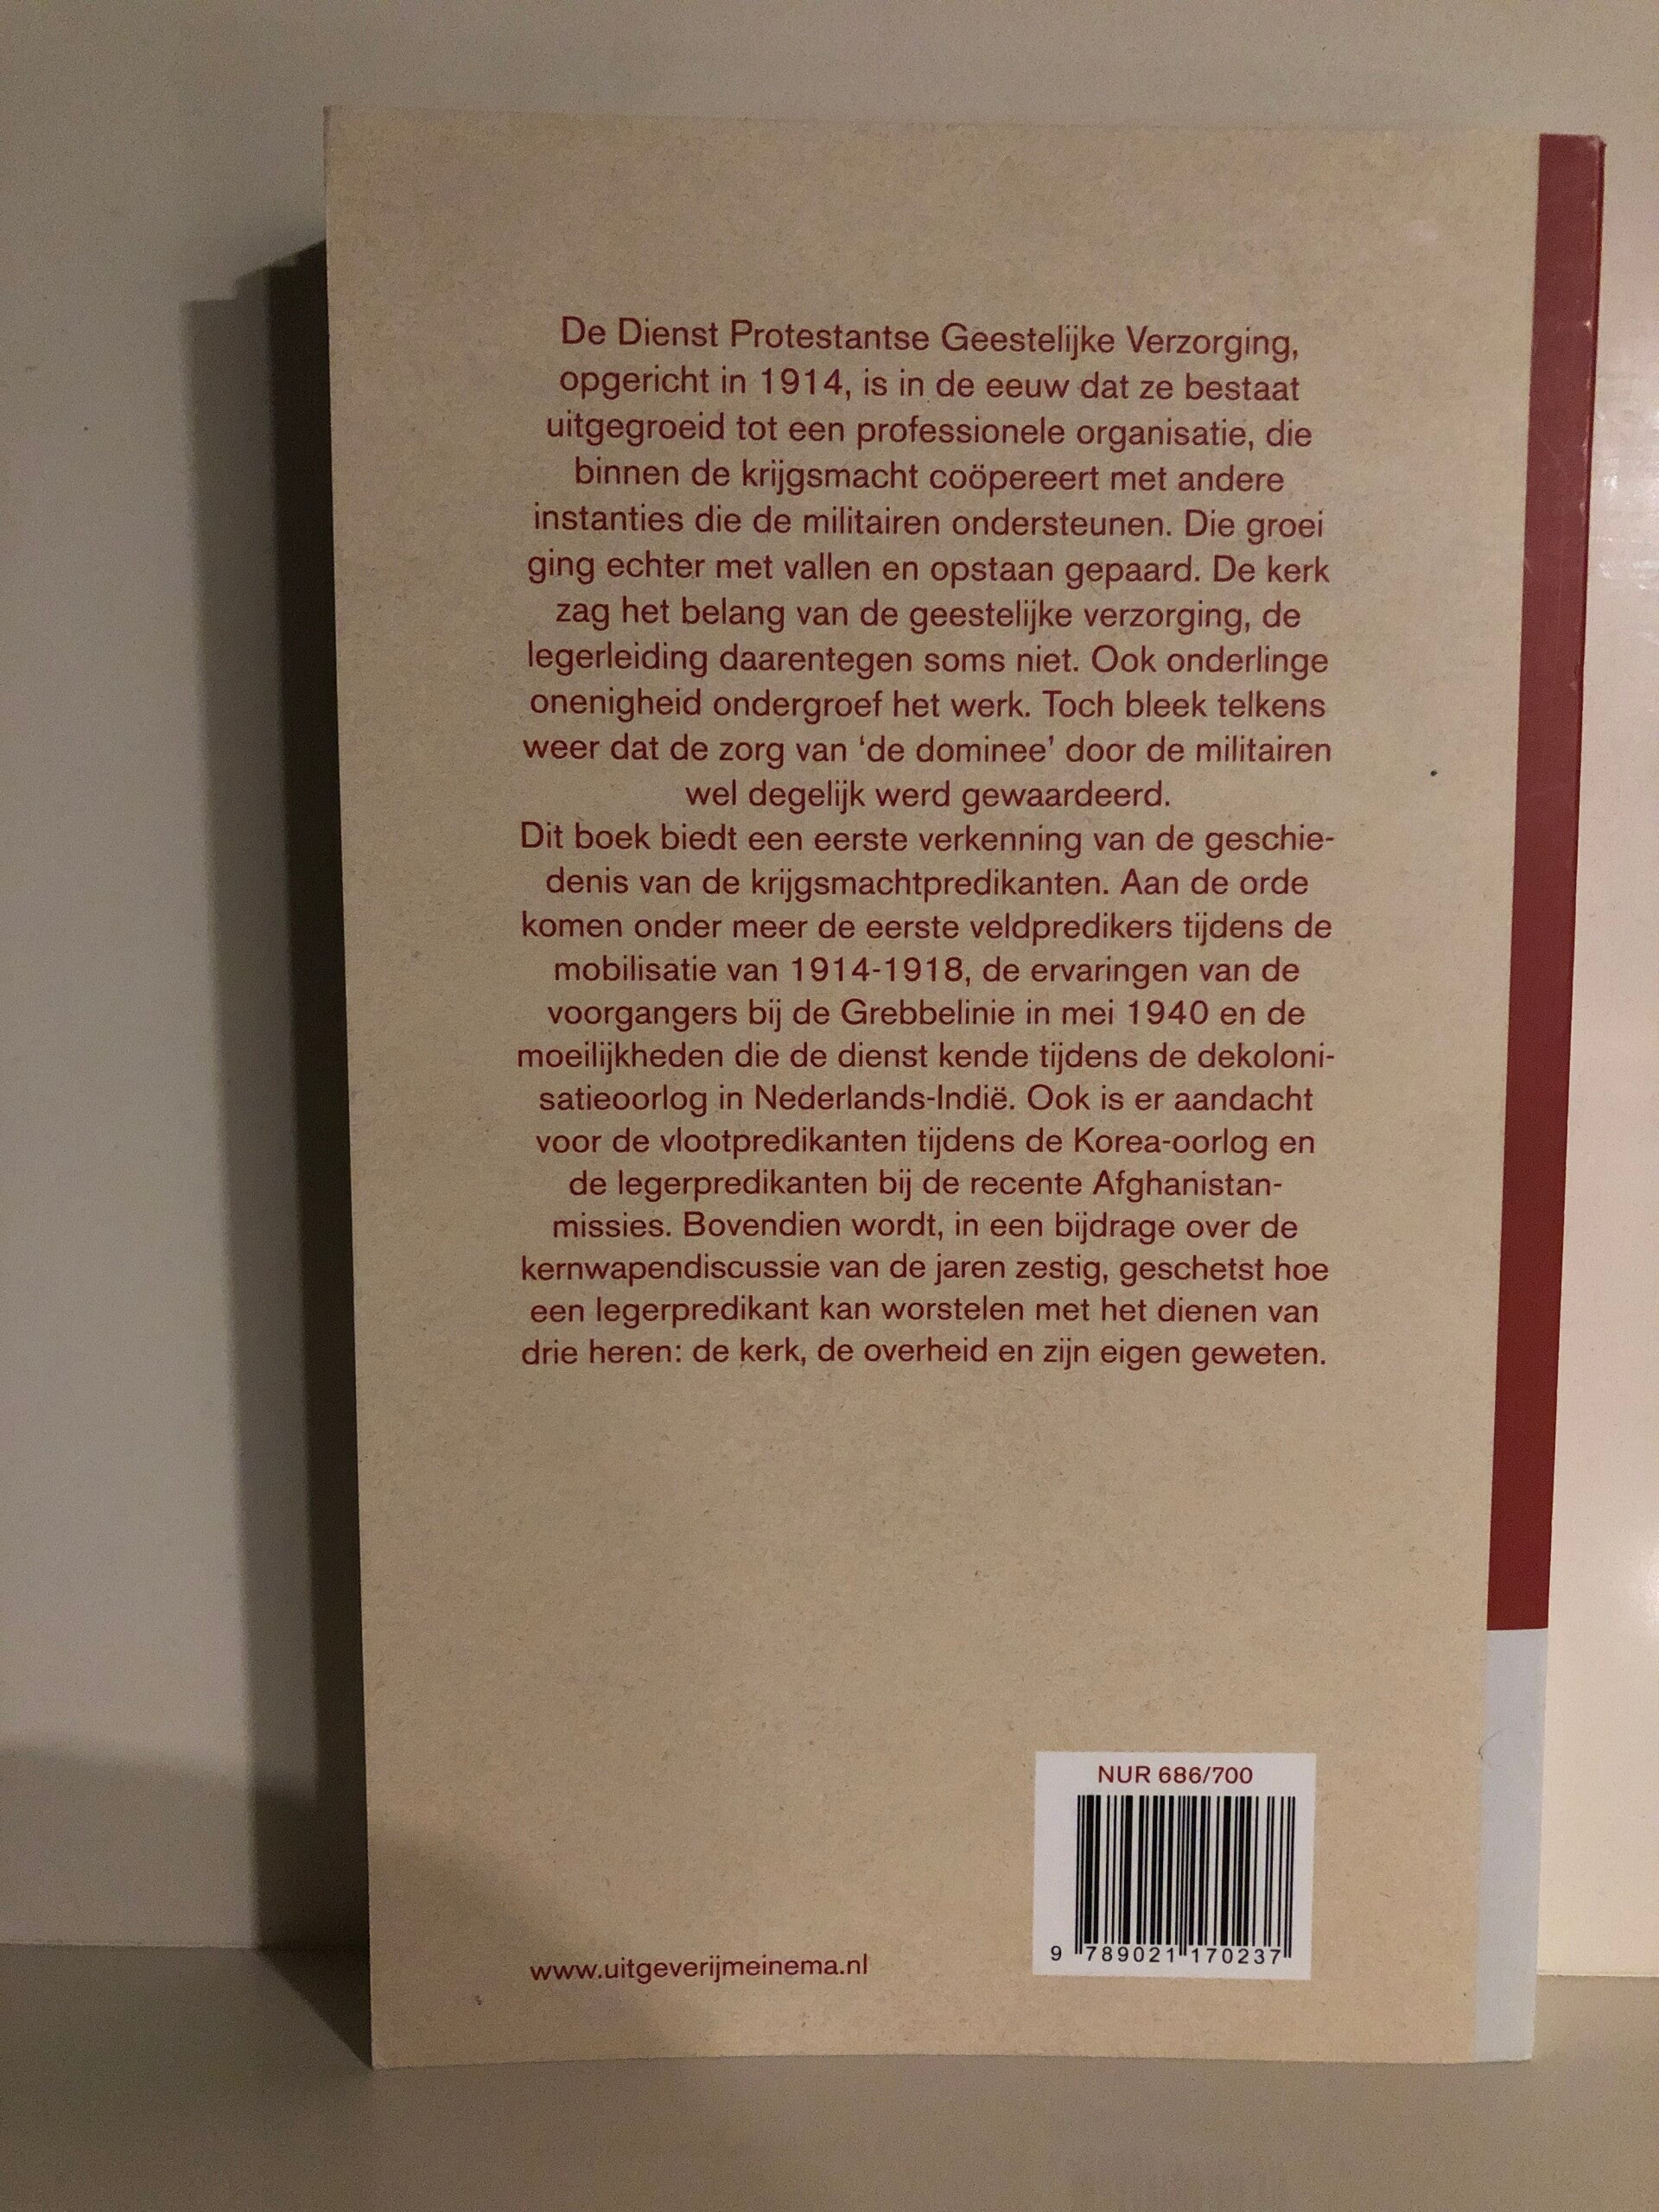 De Dienst Protestantse Geestelijke Verzorging,
opgericht in 1914, is in de eeuw dat ze bestaat
uitgegroeid tot een professionele organisatie, die
binnen de krijgsmacht coöpereert met andere
instanties die de militairen ondersteunen. Die groei
ging echter met vallen en opstaan gepaard. De kerk
zag het belang van de geestelijke verzorging, de
legerleiding daarentegen soms niet. Ook onderlinge
onenigheid ondergroef het werk. Toch bleek telkens
weer dat de zorg van ‘de dominee’ door de militairen
wel degelijk werd gewaardeerd.
Dit boek biedt een eerste verkenning van de geschie-
denis van de krijgsmachtpredikanten. Aan de orde
komen onder meer de eerste veldpredikers tijdens de
mobilisatie van 1914-1918, de ervaringen van de
voorgangers bij de Grebbelinie in mei 1940 en de
moeilijkheden die de dienst kende tijdens de dekoloni-
satieoorlog in Nederlands-Indië. Ook is er aandacht
voor de vlootpredikanten tijdens de Korea-oorlog en
de legerpredikanten bij de recente Afghanistan-
missies. Bovendien wordt, in een bijdrage over de
kernwapendiscussie van de jaren zestig, geschetst hoe
een legerpredikant kan worstelen met het dienen van
drie heren: de kerk, de overheid en zijn eigen geweten.
NUR 686/700
9 789021 170237
www.uitgeverijmeinema.nl